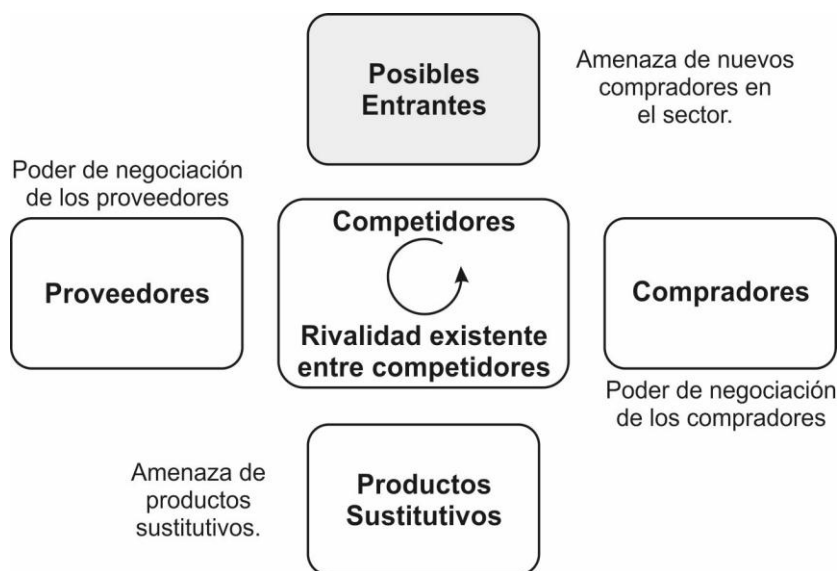 Posibles
Entrantes
Amenaza de nuevos
compradores en
el sector.
Poder de negociación
de los proveedores
Proveedores
Competidores
Rivalidad existente
entre competidores
Compradores
Poder de negociación
de los compradores
Amenaza de
productos
sustitutivos.
Productos
Sustitutivos